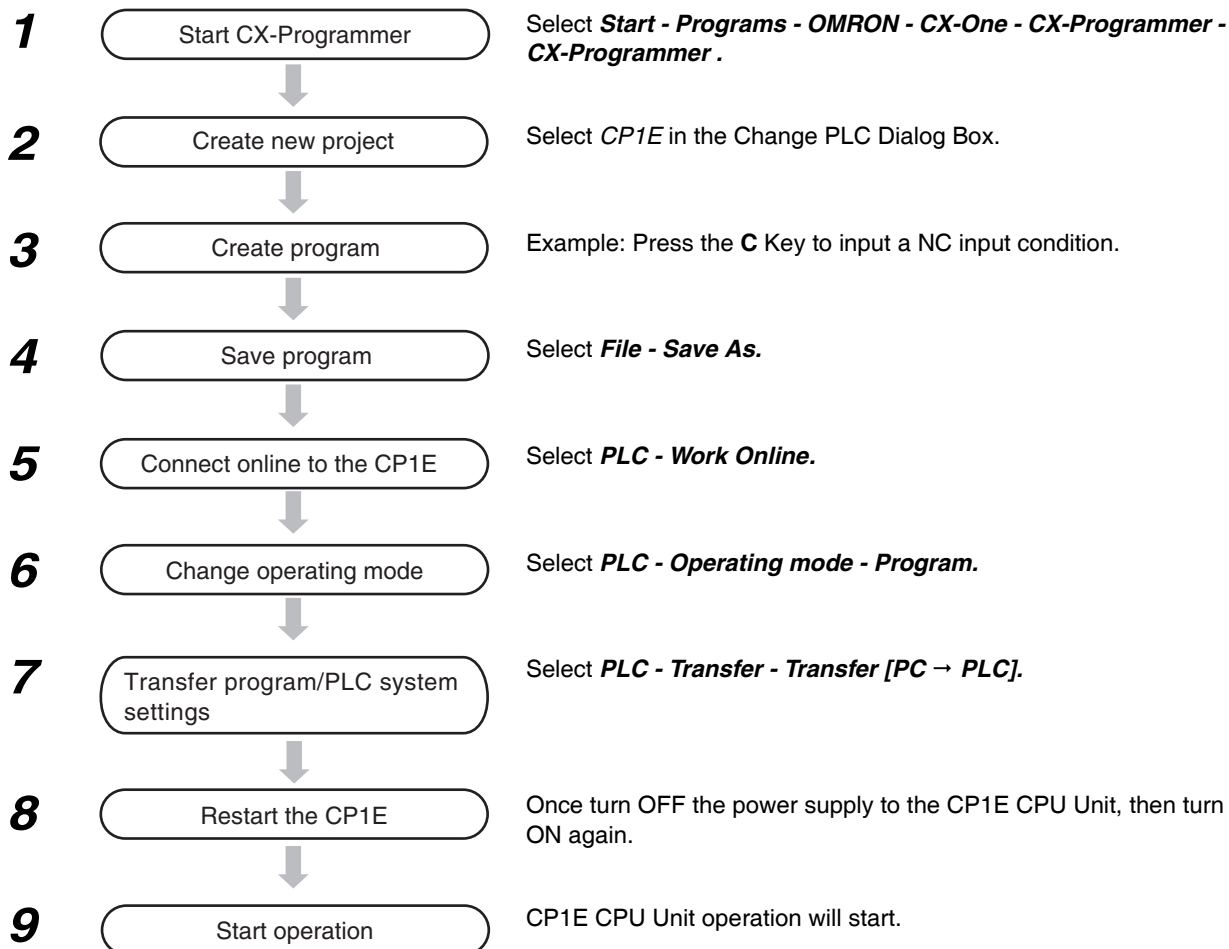 1
Start CX-Programmer
Select Start - Programs - OMRON - CX-One - CX-Programmer -
CX-Programmer .
2
Create new project
Select CP1E in the Change PLC Dialog Box.
3
Create program
Example: Press the C Key to input a NC input condition.
4
Save program
Select File - Save As.
5
Connect online to the CP1E
Select PLC - Work Online.
6
Change operating mode
Select PLC - Operating mode - Program.
7
Transfer program/PLC system
settings
Select PLC - Transfer - Transfer [PC → PLC].
8
Restart the CP1E
Once turn OFF the power supply to the CP1E CPU Unit, then turn
ON again.
9
Start operation
CP1E CPU Unit operation will start.